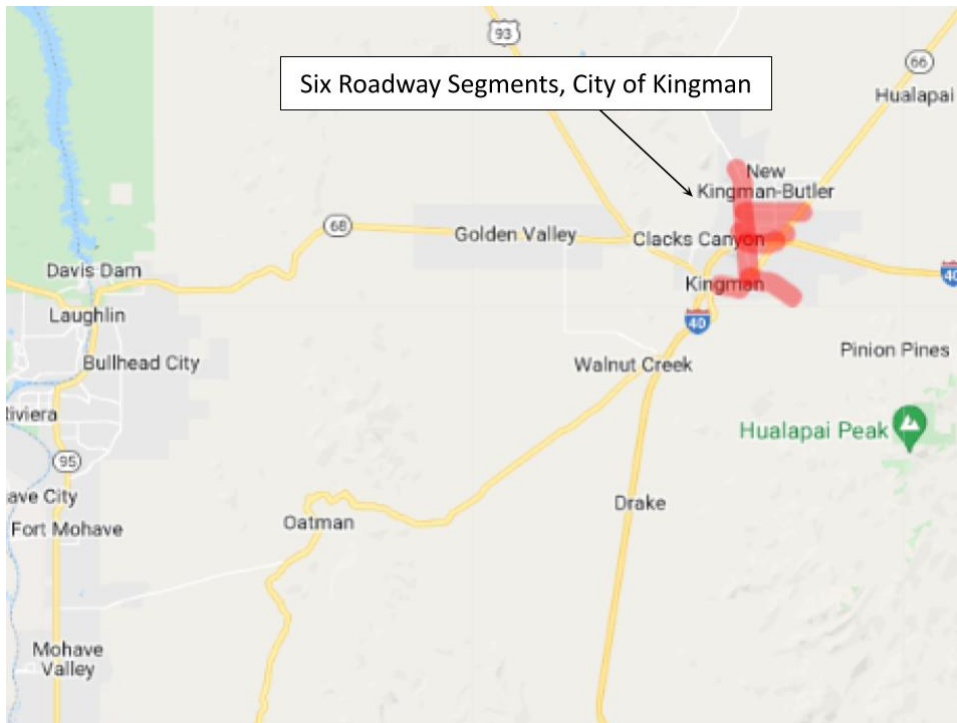 93
Six Roadway Segments, City of Kingman
66
Hualapai
New
Kingman-Butler
68
Golden Valley
Clacks Canyon
Davis Dam
40
Kingman
Laughlin
40
Pinion Pines
Bullhead City
Walnut Creek
Riviera
Hualapai Peak
95
ave City
Drake
Oatman
Fort Mohave
Mohave
Valley